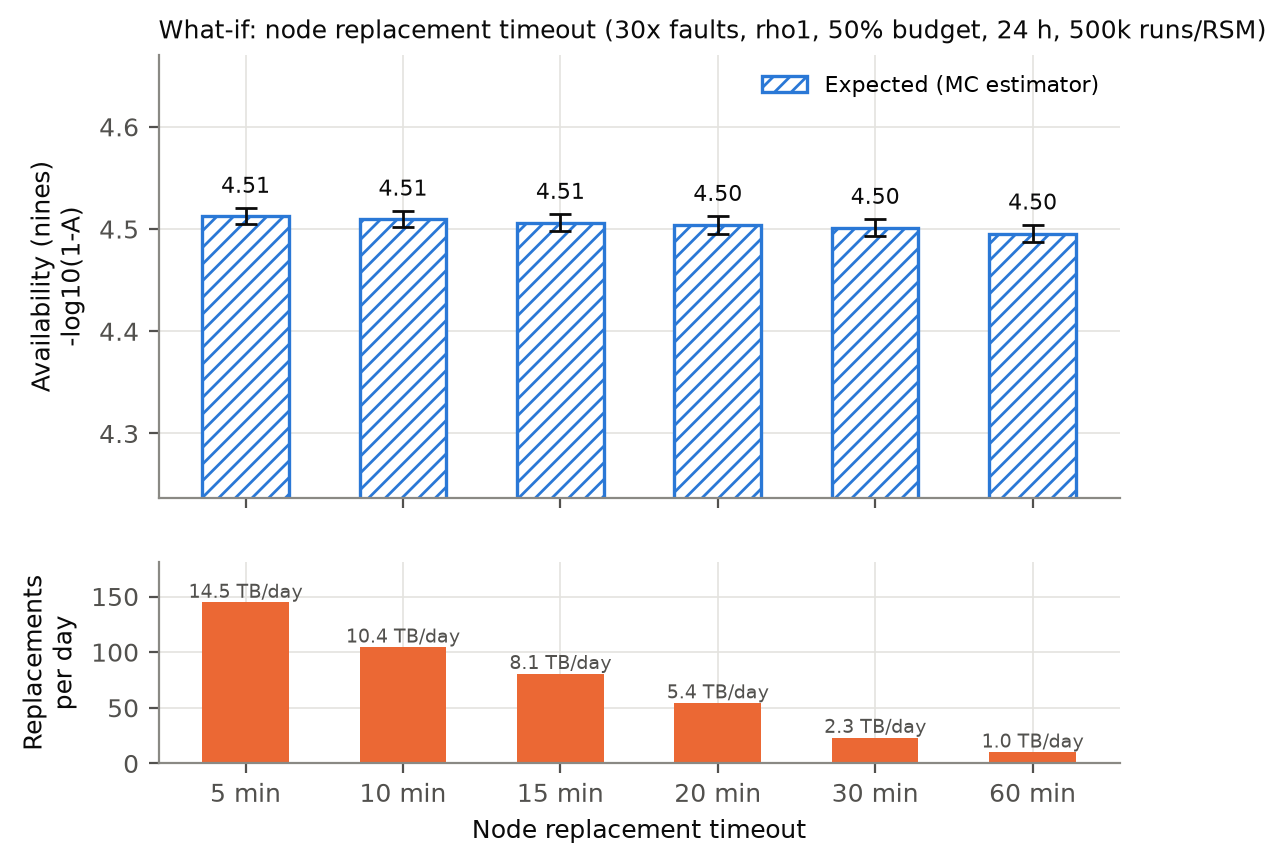 What-if: node replacement timeout (30x faults, rho1, 50% budget, 24 h, 500k runs/RSM)
Expected (MC estimator)
Availability (nines)
-log10(1-A)
4.6
4.5
4.4
4.3
4.51
4.51
4.51
4.50
4.50
4.50
Replacements
per day
150
100
50
0
14.5 TB/day
10.4 TB/day
8.1 TB/day
5.4 TB/day
2.3 TB/day
1.0 TB/day
5 min
10 min
15 min
20 min
30 min
60 min
Node replacement timeout